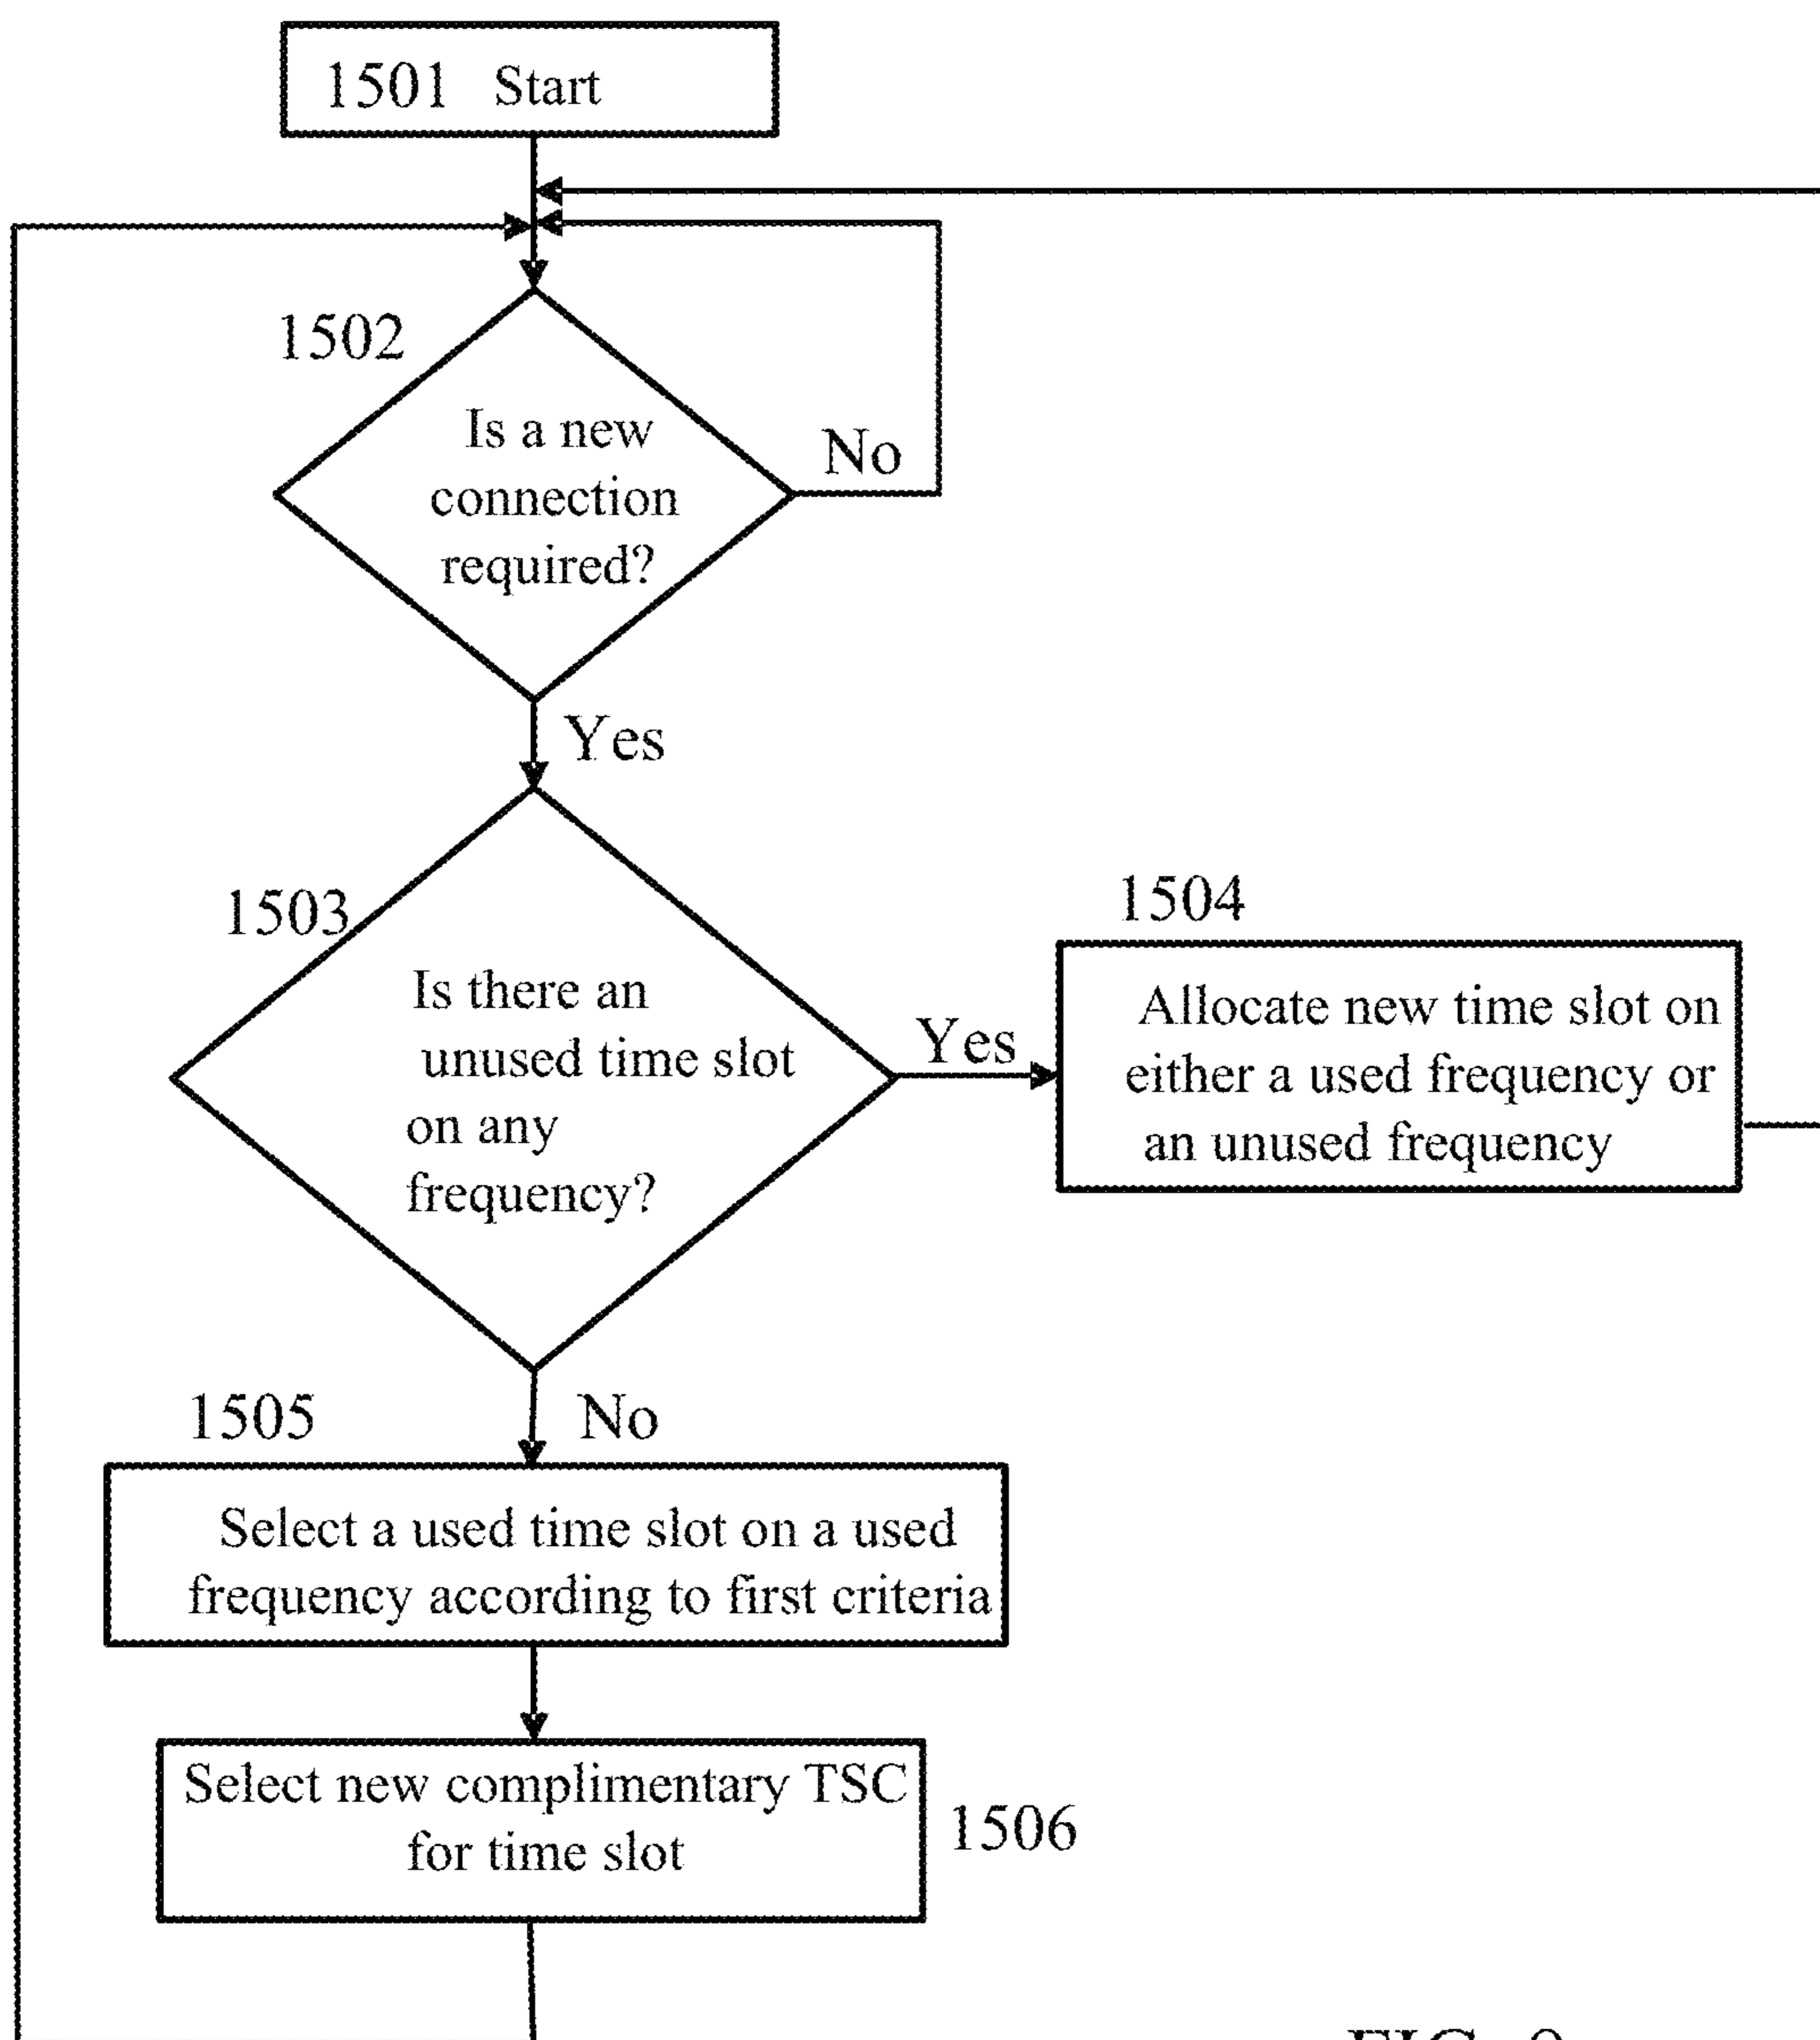 1501 Start
1502
Is a new
connection
required?
No
Yes
1503
Is there an
unused time slot
on any
frequency?
Yes
1504
Allocate new time slot on
either a used frequency or
an unused frequency
1505
No
Select a used time slot on a used
frequency according to first criteria
Select new complimentary TSC
for time slot
1506